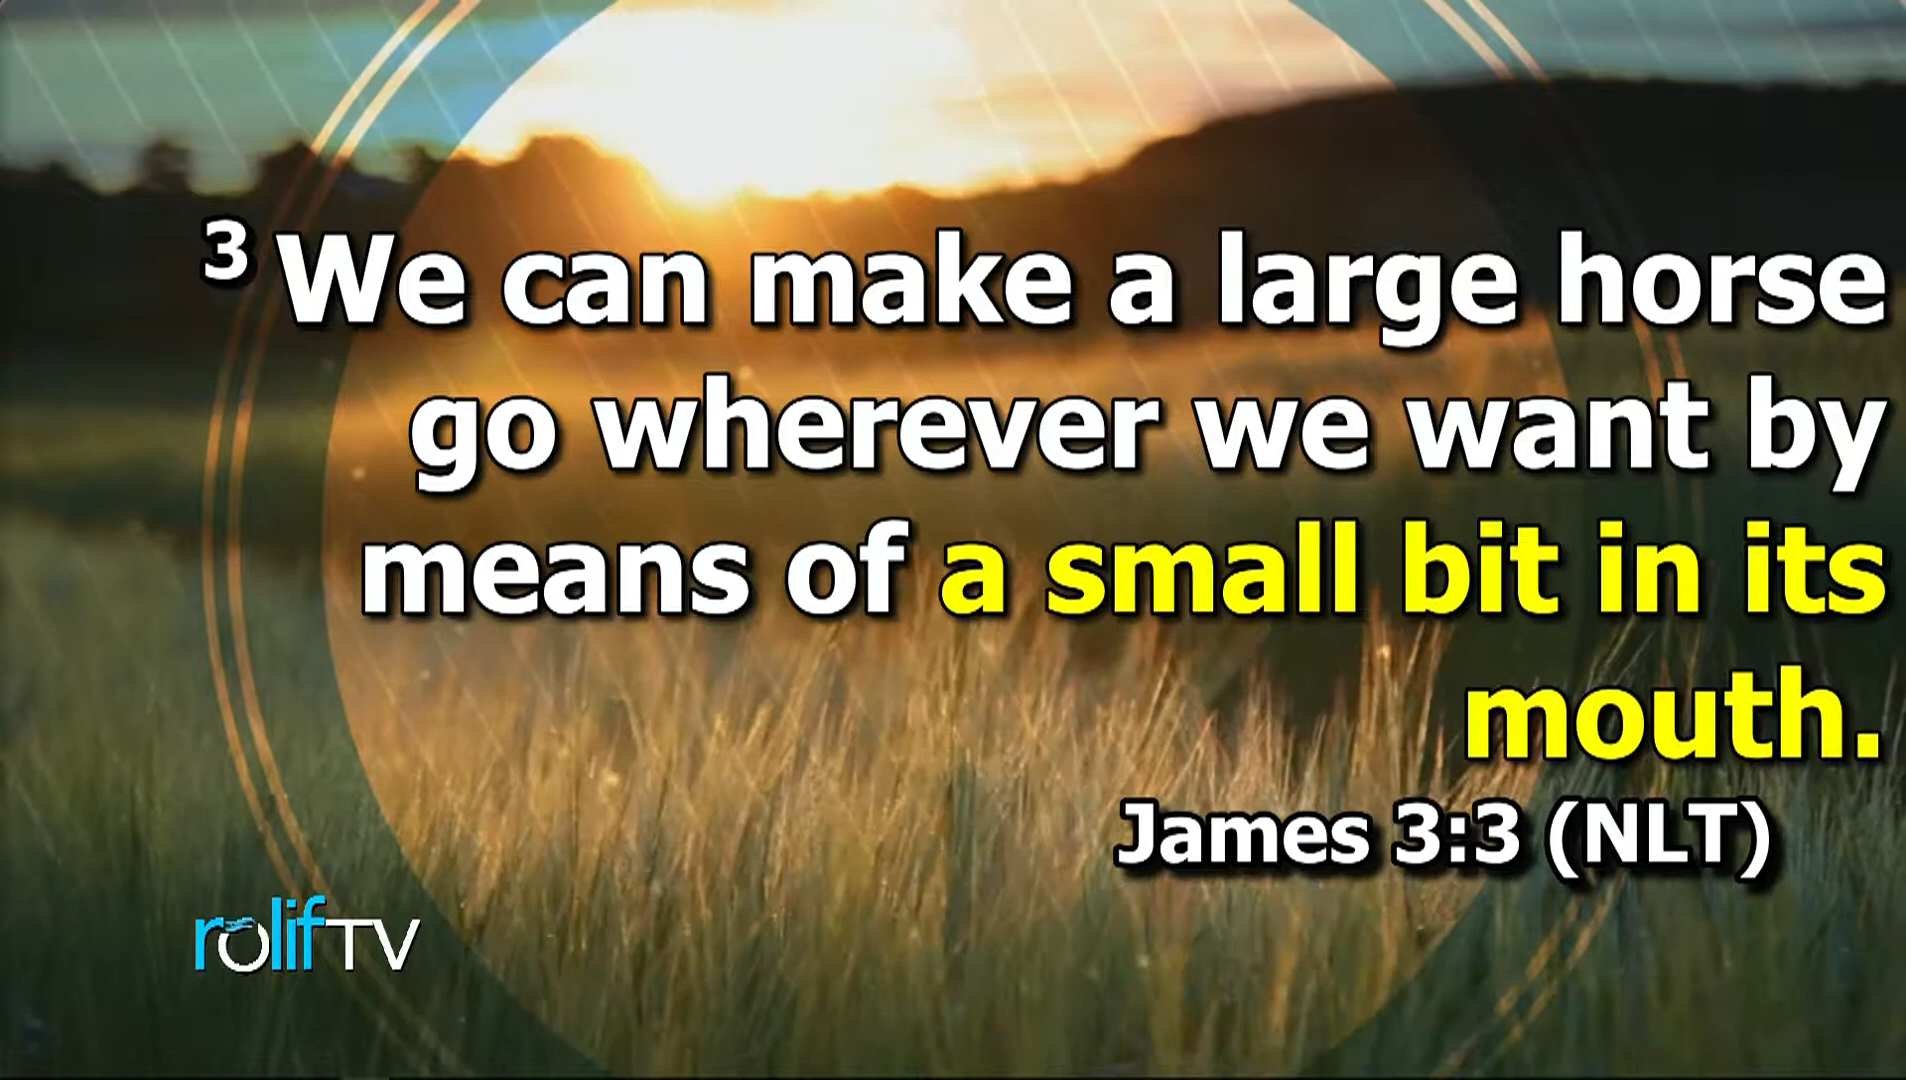 3 We can make a large horse
go wherever we want by
means of a small bit in its
mouth.
James 3:3 (NLT)
rolifTV